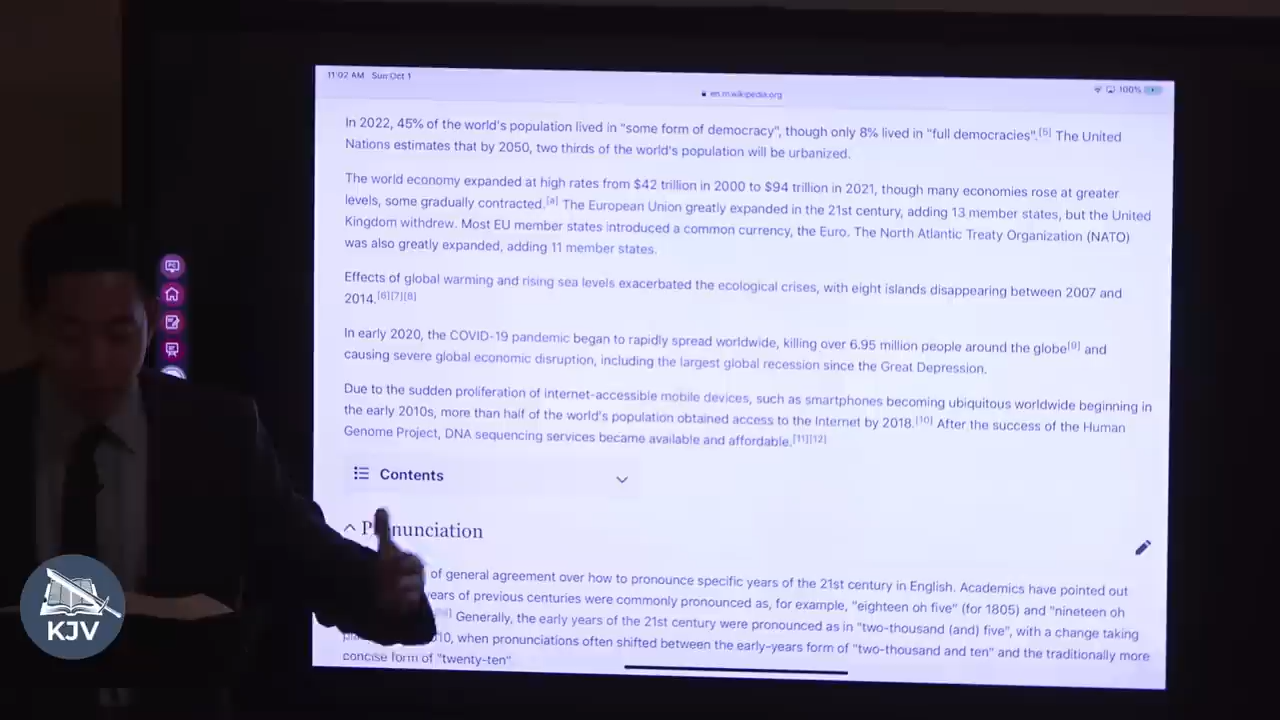 11:02 AM Sun Oct 1
en.m.wikipedia.org
100%
In 2022, 45% of the world's population lived in "some form of democracy", though only 8% lived in "full democracies".[5] The United
Nations estimates that by 2050, two thirds of the world's population will be urbanized.
The world economy expanded at high rates from $42 trillion in 2000 to $94 trillion in 2021, though many economies rose at greater
levels, some gradually contracted.[a] The European Union greatly expanded in the 21st century, adding 13 member states, but the United
Kingdom withdrew. Most EU member states introduced a common currency, the Euro. The North Atlantic Treaty Organization (NATO)
was also greatly expanded, adding 11 member states.
Effects of global warming and rising sea levels exacerbated the ecological crises, with eight islands disappearing between 2007 and
2014.[6][7][8]
In early 2020, the COVID-19 pandemic began to rapidly spread worldwide, killing over 6.95 million people around the globe[9] and
causing severe global economic disruption, including the largest global recession since the Great Depression.
Due to the sudden proliferation of internet-accessible mobile devices, such as smartphones becoming ubiquitous worldwide beginning in
the early 2010s, more than half of the world's population obtained access to the Internet by 2018.[10] After the success of the Human
Genome Project, DNA sequencing services became available and affordable.[11][12]
Contents
Pronunciation
of general agreement over how to pronounce specific years of the 21st century in English. Academics have pointed out
years of previous centuries were commonly pronounced as, for example, "eighteen oh five" (for 1805) and "nineteen oh
Generally, the early years of the 21st century were pronounced as in "two-thousand (and) five", with a change taking
10, when pronunciations often shifted between the early-years form of "two-thousand and ten" and the traditionally more
concise form of "twenty-ten"
KJV